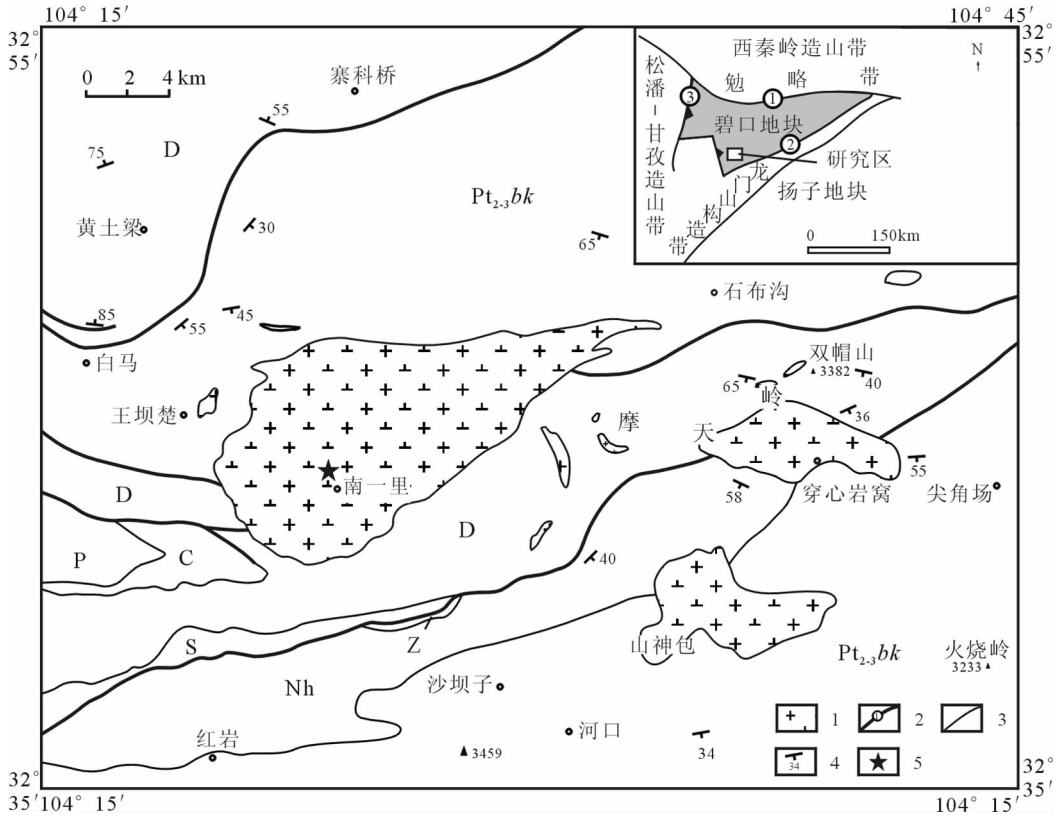 104° 15′
104° 45′
32°
55′
32°
55′
0 2 4 km
寨科桥
55
75
D
黄土梁
30
Pt₂₋₃bk
65
西秦岭造山带
N
松潘-甘孜造山带
勉略带
③
①
碧口地块
②
研究区
龙门山构造带
扬子地块
0 150km
石布沟
85
55
45
白马
王坝楚
双帽山
3382
65
40
36
摩天岭
南一里
穿心岩窝
55
58
尖角场
D
D
40
P
C
S
Z
山神包
Pt₂₋₃bk
火烧岭
3233
Nh
沙坝子
河口
红岩
3459
34
1
① 2
3
34 4
5
32°
35′
104° 15′
104° 15′
32°
35′